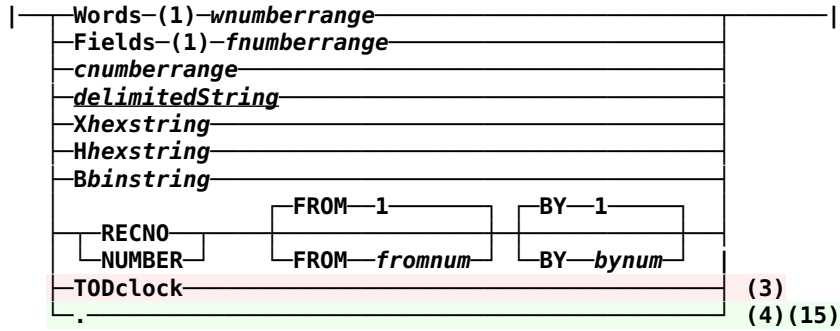 Words (1) wnumberrange
Fields (1) fnumberrange
cnumberrange
delimitedString
Xhexstring
Hhexstring
Bbinstring
FROM 1 BY 1
RECNO
NUMBER FROM fromnum BY bynum
TODclock (3)
. (4)(15)